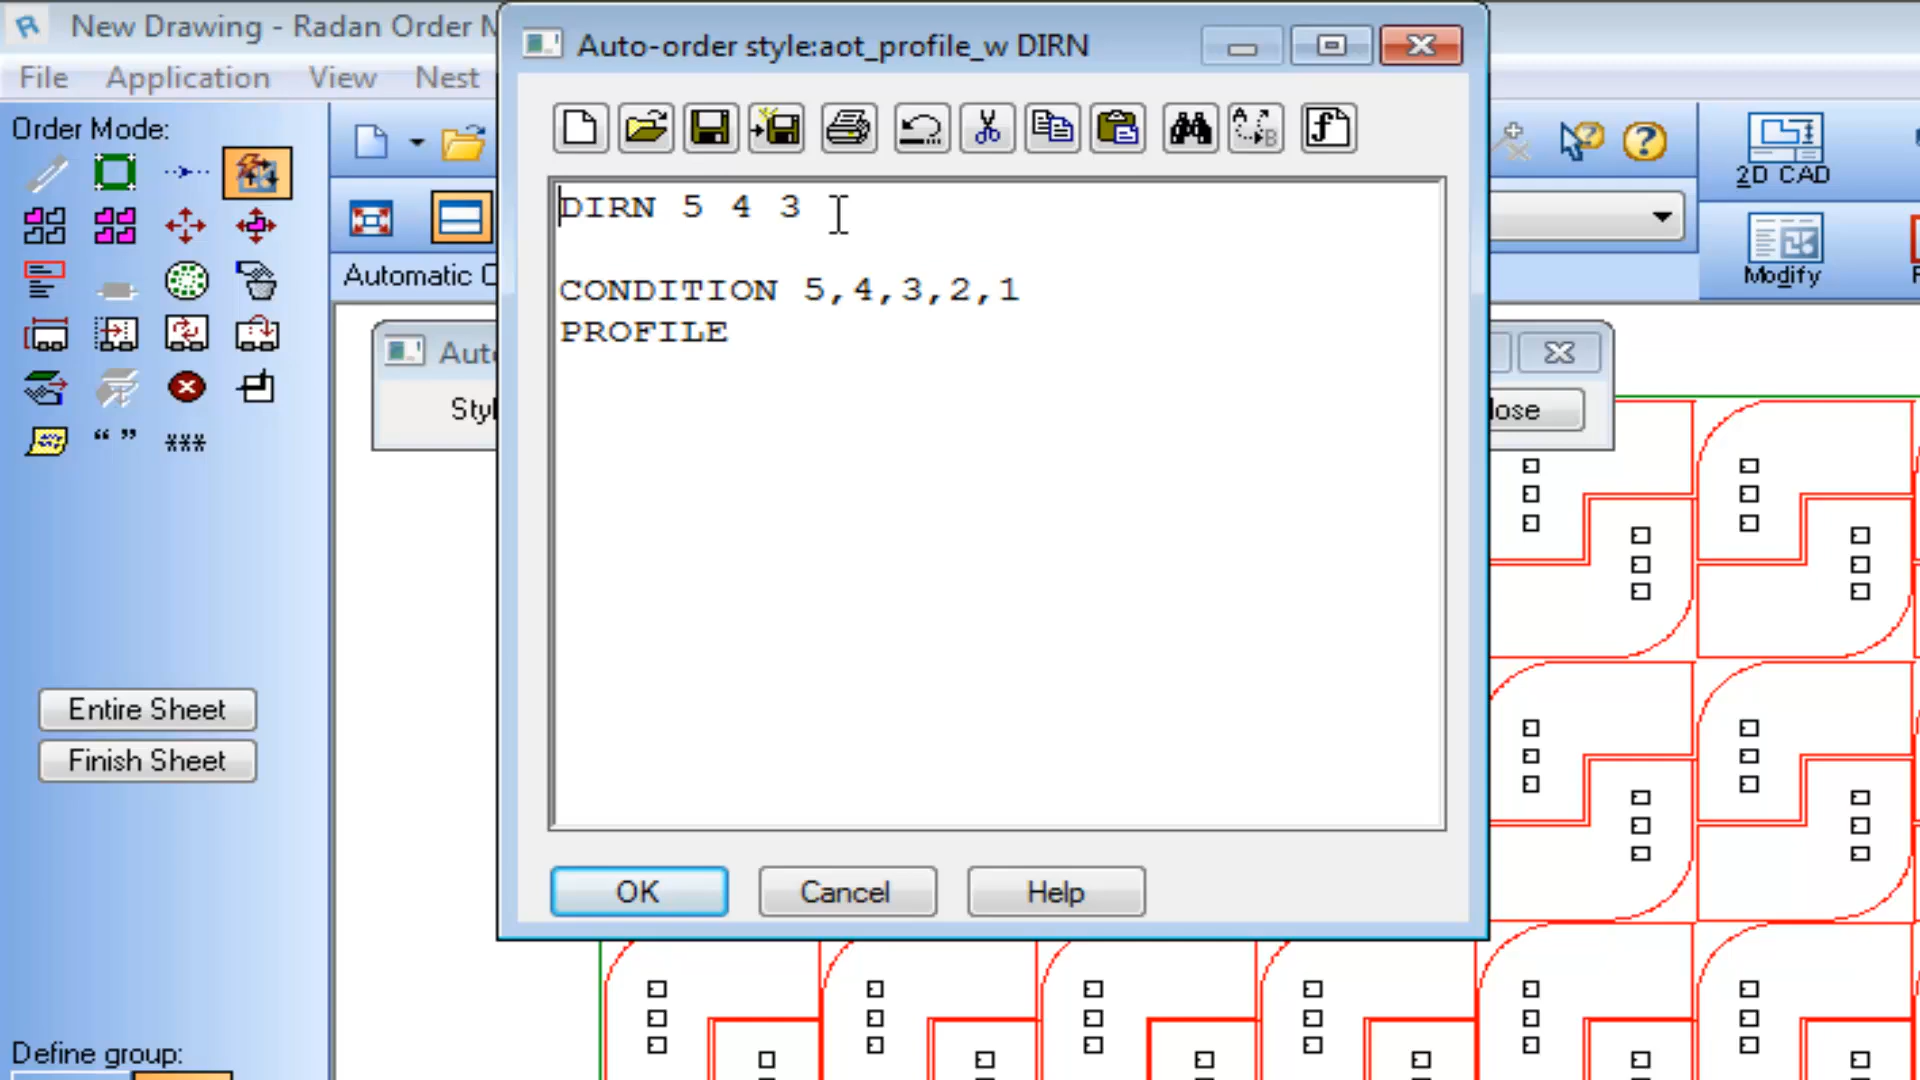 New Drawing - Radan Order M
File Application View Nest
Order Mode:
Auto-order style:aot_profile_w DIRN
DIRN 5 4 3
CONDITION 5,4,3,2,1
PROFILE
OK Cancel Help
Automatic C
Aut
Styl
lose
2D CAD
Modify
Entire Sheet
Finish Sheet
Define group: